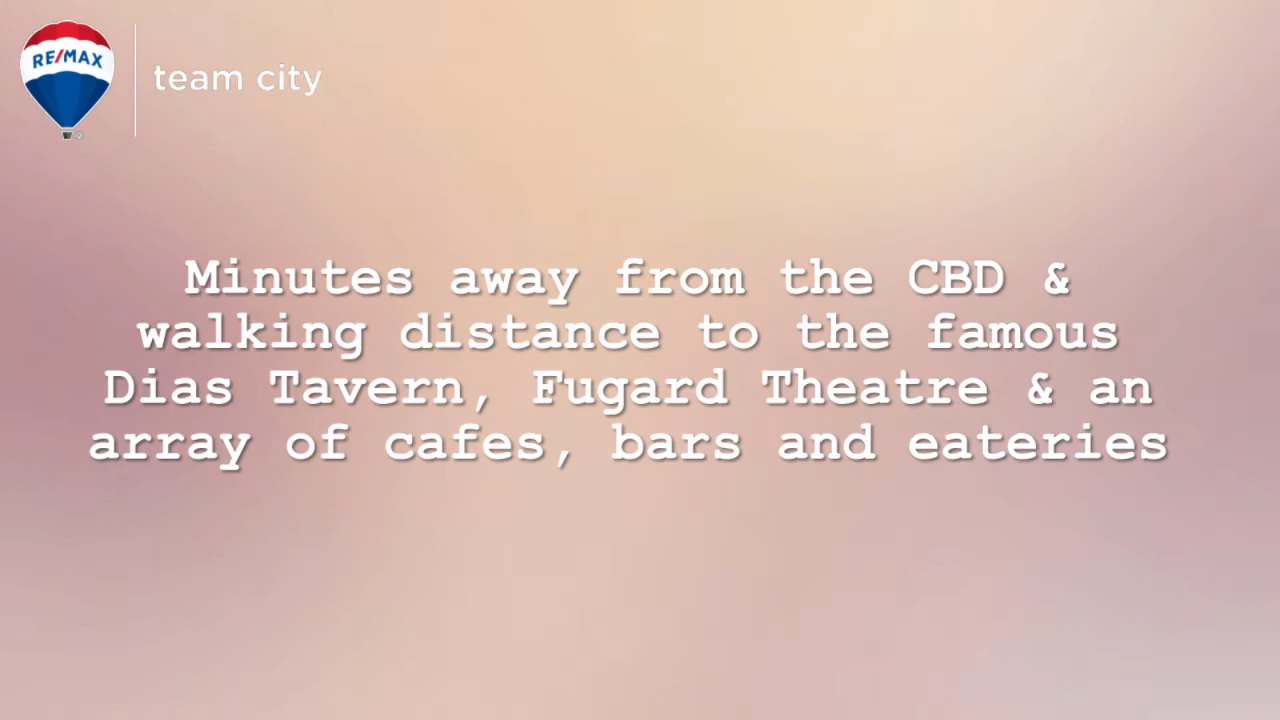 RE/MAX
team city
Minutes away from the CBD &
walking distance to the famous
Dias Tavern, Fugard Theatre & an
array of cafes, bars and eateries